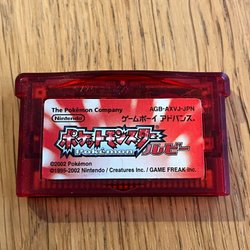 The Pokémon Company AGB-AXVJ-JPN
Nintendo ゲームボーイ アドバンス
ポケットモンスター
ルビー
©2002 Pokémon
©1995-2002 Nintendo / Creatures Inc. / GAME FREAK Inc.